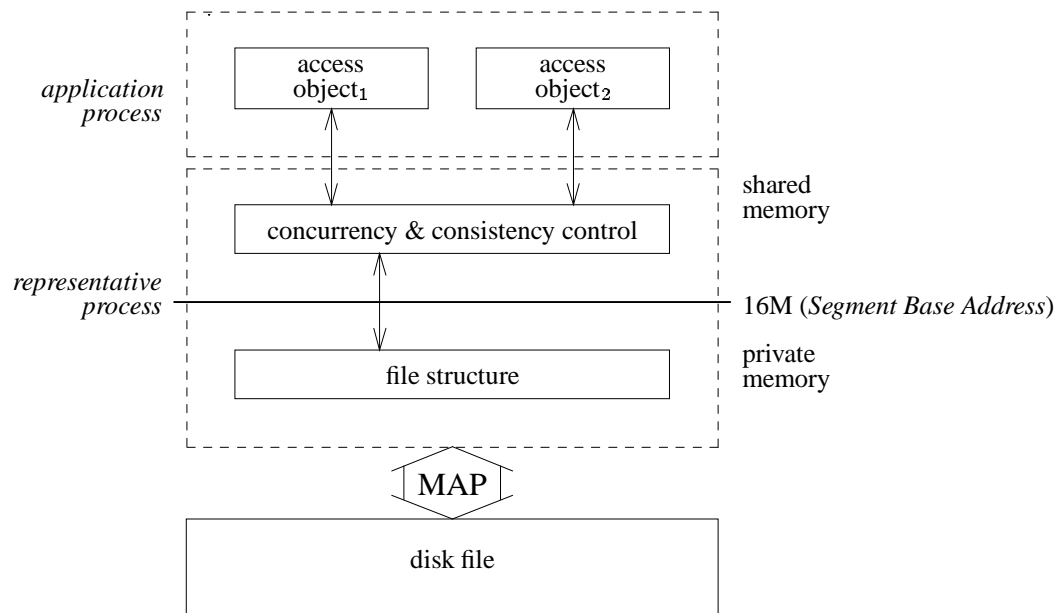 access
object₁
access
object₂
application
process
shared
memory
concurrency & consistency control
representative
process
16M (Segment Base Address)
private
memory
file structure
MAP
disk file